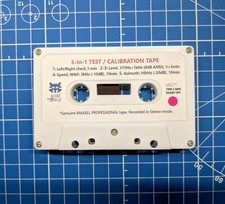 5-in-1 TEST / CALIBRATION TAPE
1: Left/Right check, 1 min 2-3: Level, 315Hz+1kHz 0dB ANSI, 3+3min
4: Speed, W&F: 3kHz (-10dB), 10min 5: Azimuth: 10kHz (-20dB), 10min
*Genuine MAXELL PROFESSIONAL tape, Recorded in Stereo mode.